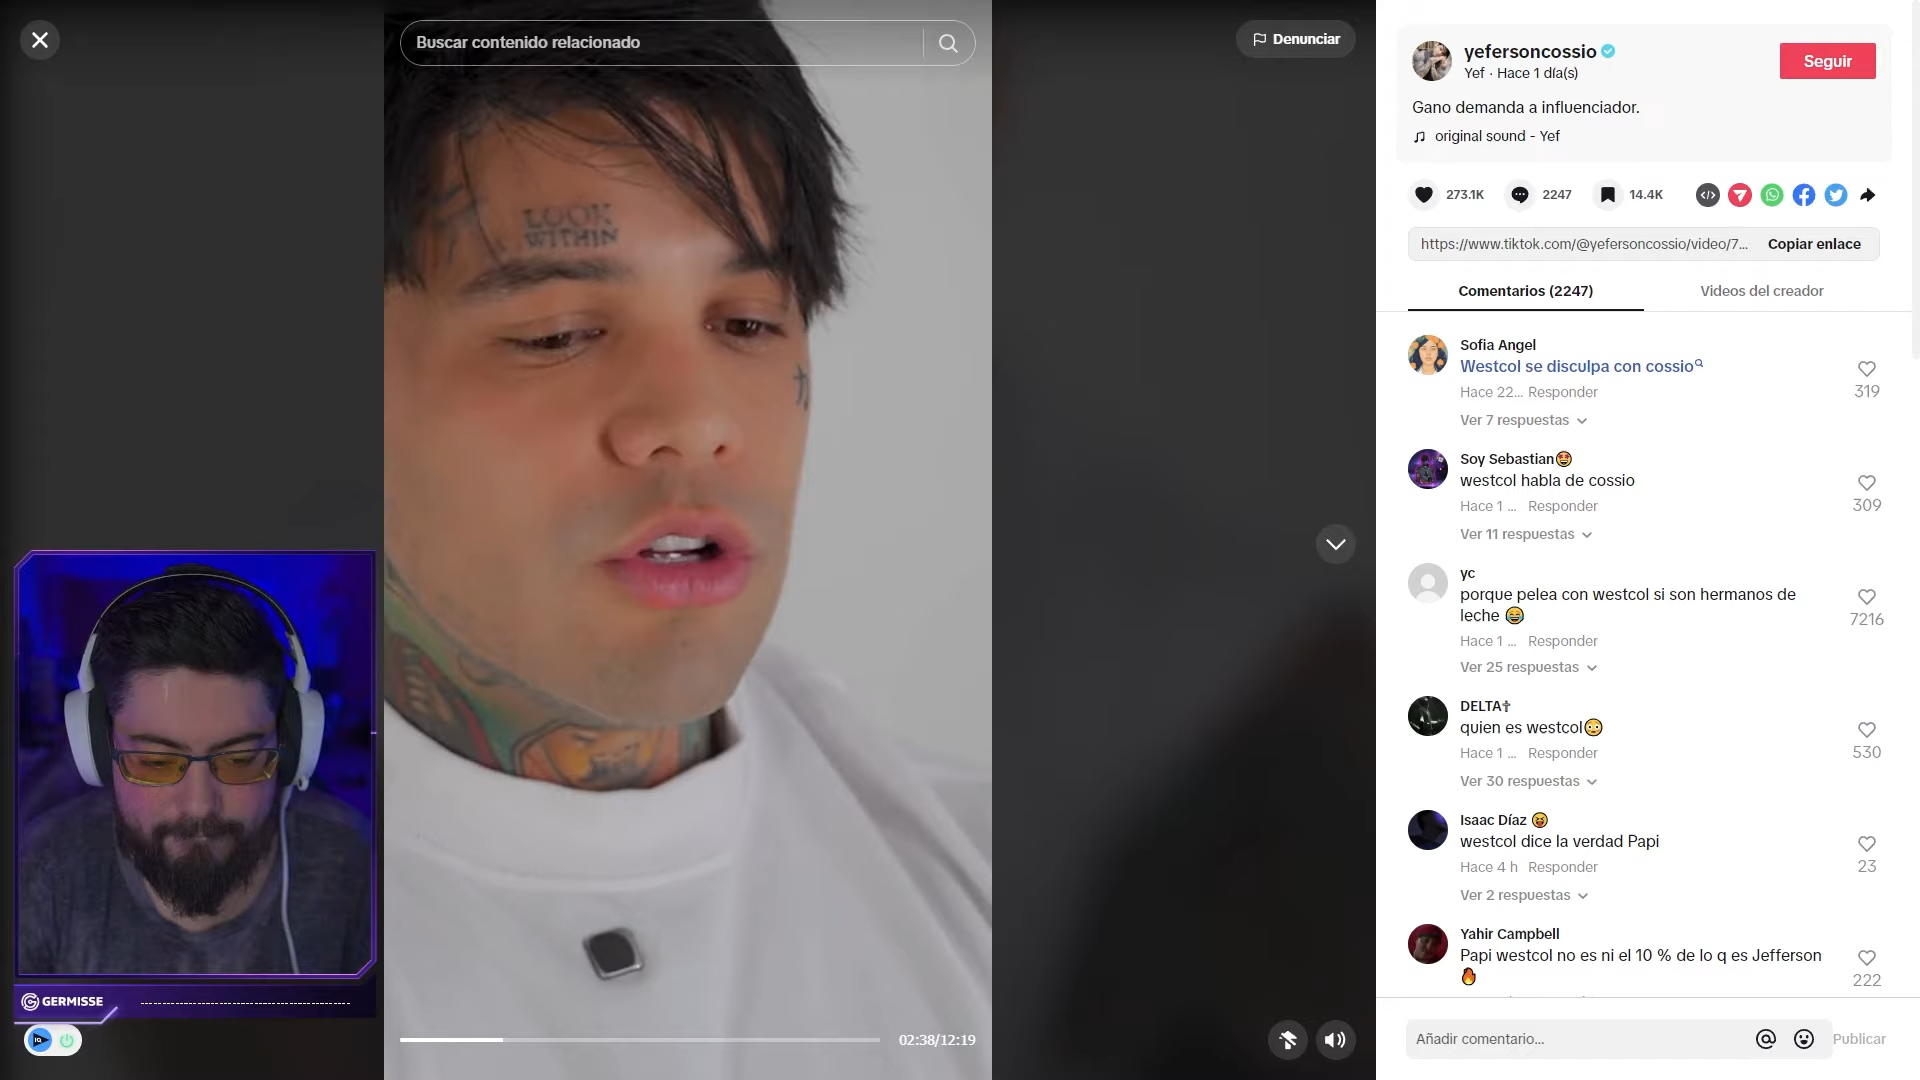 Buscar contenido relacionado
Denunciar
LOOK
WITHIN
GERMISSE
02:38/12:19
yefersoncossio
Yef · Hace 1 día(s)
Seguir
Gano demanda a influenciador.
original sound - Yef
273.1K
2247
14.4K
https://www.tiktok.com/@yefersoncossio/video/7...
Copiar enlace
Comentarios (2247)
Videos del creador
Sofia Angel
Westcol se disculpa con cossio
Hace 22... Responder
319
Ver 7 respuestas
Soy Sebastian🤩
westcol habla de cossio
Hace 1 ... Responder
309
Ver 11 respuestas
yc
porque pelea con westcol si son hermanos de
leche 😂
Hace 1 ... Responder
7216
Ver 25 respuestas
DELTA✝
quien es westcol😳
Hace 1 ... Responder
530
Ver 30 respuestas
Isaac Díaz 😝
westcol dice la verdad Papi
Hace 4 h Responder
23
Ver 2 respuestas
Yahir Campbell
Papi westcol no es ni el 10 % de lo q es Jefferson
🔥
222
Añadir comentario...
Publicar